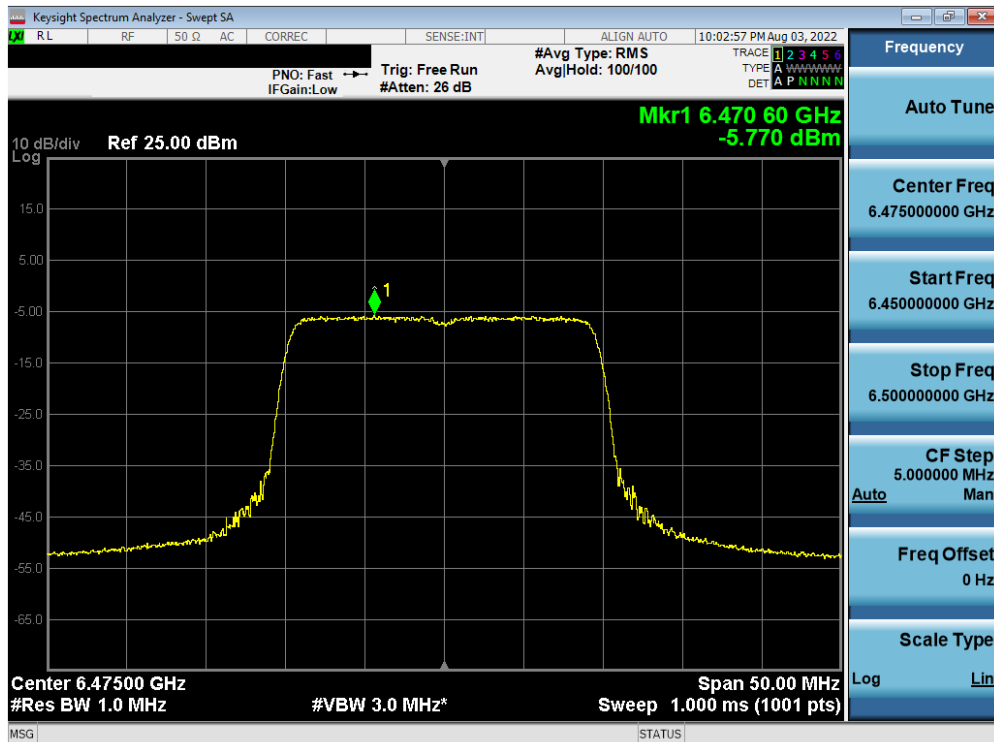 Keysight Spectrum Analyzer - Swept SA
LXI RL RF 50 Ω AC CORREC SENSE:INT ALIGN AUTO 10:02:57 PM Aug 03, 2022
#Avg Type: RMS TRACE 1 2 3 4 5 6
PNO: Fast Trig: Free Run Avg|Hold: 100/100 TYPE A WWWWW
IFGain:Low #Atten: 26 dB DET A P N N N N
Mkr1 6.470 60 GHz
-5.770 dBm
10 dB/div Ref 25.00 dBm
Log
15.0
5.00
1
-5.00
-15.0
-25.0
-35.0
-45.0
-55.0
-65.0
Center 6.47500 GHz Span 50.00 MHz
#Res BW 1.0 MHz #VBW 3.0 MHz* Sweep 1.000 ms (1001 pts)
MSG STATUS
Frequency
Auto Tune
Center Freq
6.475000000 GHz
Start Freq
6.450000000 GHz
Stop Freq
6.500000000 GHz
CF Step
5.000000 MHz
Auto Man
Freq Offset
0 Hz
Scale Type
Log Lin